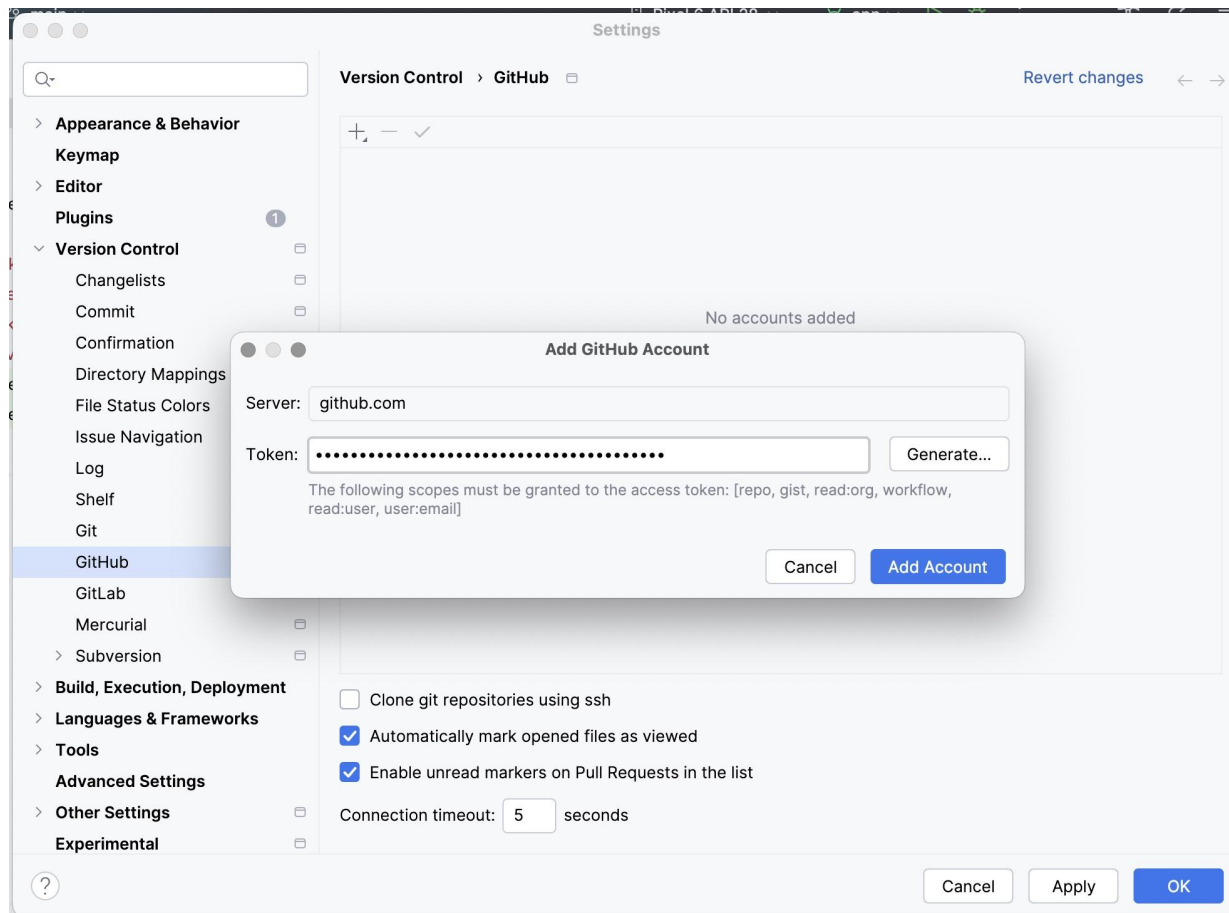 Settings
Version Control › GitHub
Revert changes
Appearance & Behavior
Keymap
Editor
Plugins 1
Version Control
Changelists
Commit
Confirmation
Directory Mappings
File Status Colors
Issue Navigation
Log
Shelf
Git
GitHub
GitLab
Mercurial
Subversion
Build, Execution, Deployment
Languages & Frameworks
Tools
Advanced Settings
Other Settings
Experimental
No accounts added
Add GitHub Account
Server: github.com
Token: ••••••••••••••••••••••••••••••••••••••••
Generate...
The following scopes must be granted to the access token: [repo, gist, read:org, workflow,
read:user, user:email]
Cancel
Add Account
Clone git repositories using ssh
Automatically mark opened files as viewed
Enable unread markers on Pull Requests in the list
Connection timeout: 5 seconds
?
Cancel
Apply
OK